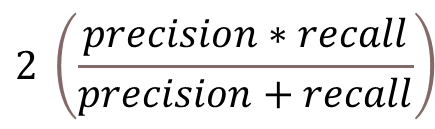 2 (precision * recall / precision + recall)